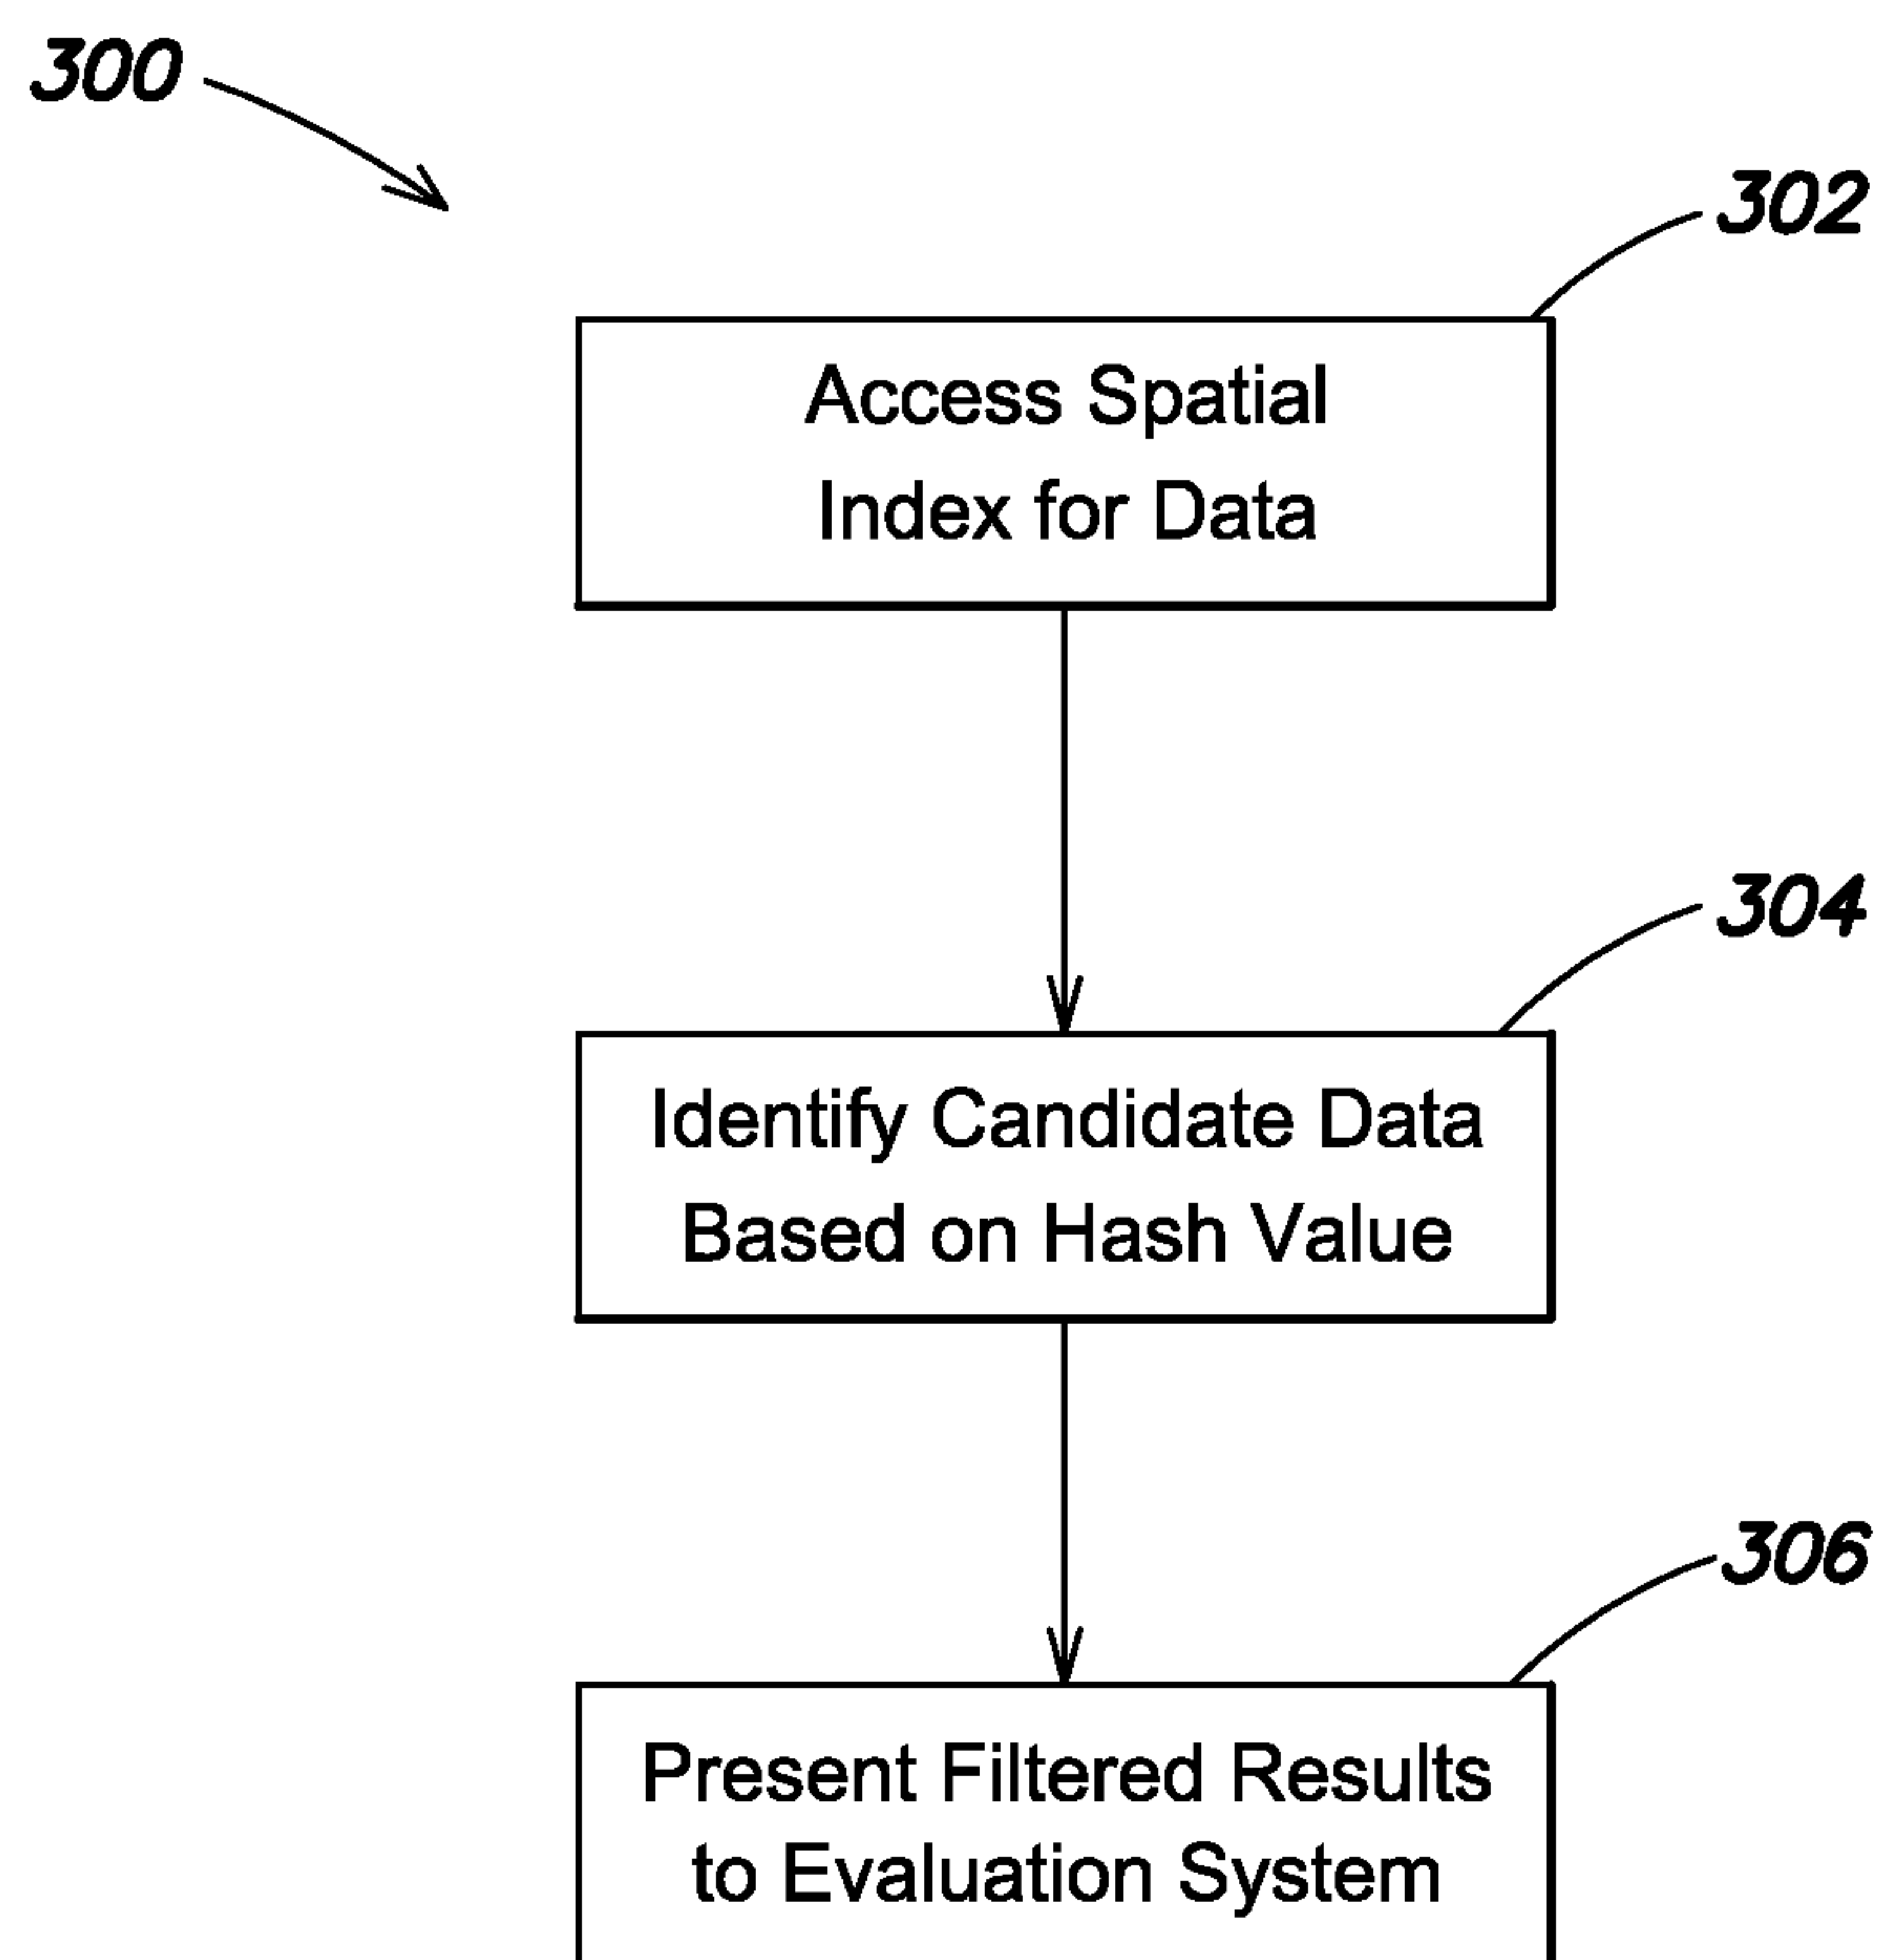 300
302
Access Spatial
Index for Data
304
Identify Candidate Data
Based on Hash Value
306
Present Filtered Results
to Evaluation System